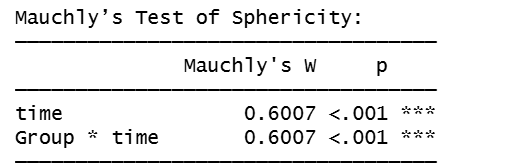 Mauchly’s Test of Sphericity:
Mauchly's W p
time 0.6007 <.001 ***
Group * time 0.6007 <.001 ***